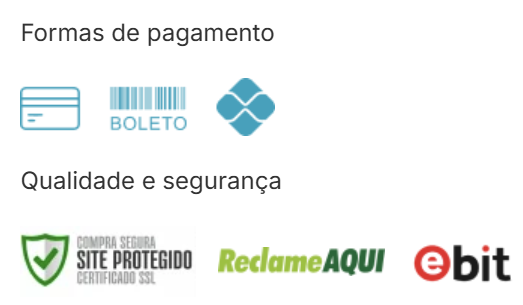 Formas de pagamento
BOLETO
Qualidade e segurança
COMPRA SEGURA
SITE PROTEGIDO
CERTIFICADO SSL
ReclameAQUI
ebit